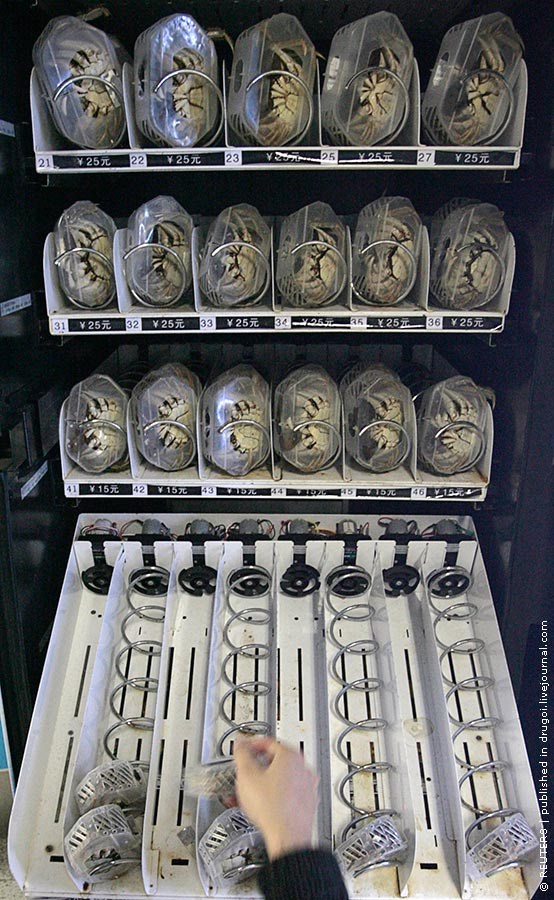 21 ¥25元 22 ¥25元 23 ¥25元 25 ¥25元 27 ¥25元
31 ¥25元 32 ¥25元 33 ¥25元 34 ¥25元 35 ¥25元 36 ¥25元
41 ¥15元 42 ¥15元 43 ¥15元 44 ¥15元 45 ¥15元 46 ¥15元
© REUTERS | published in drugoi.livejournal.com